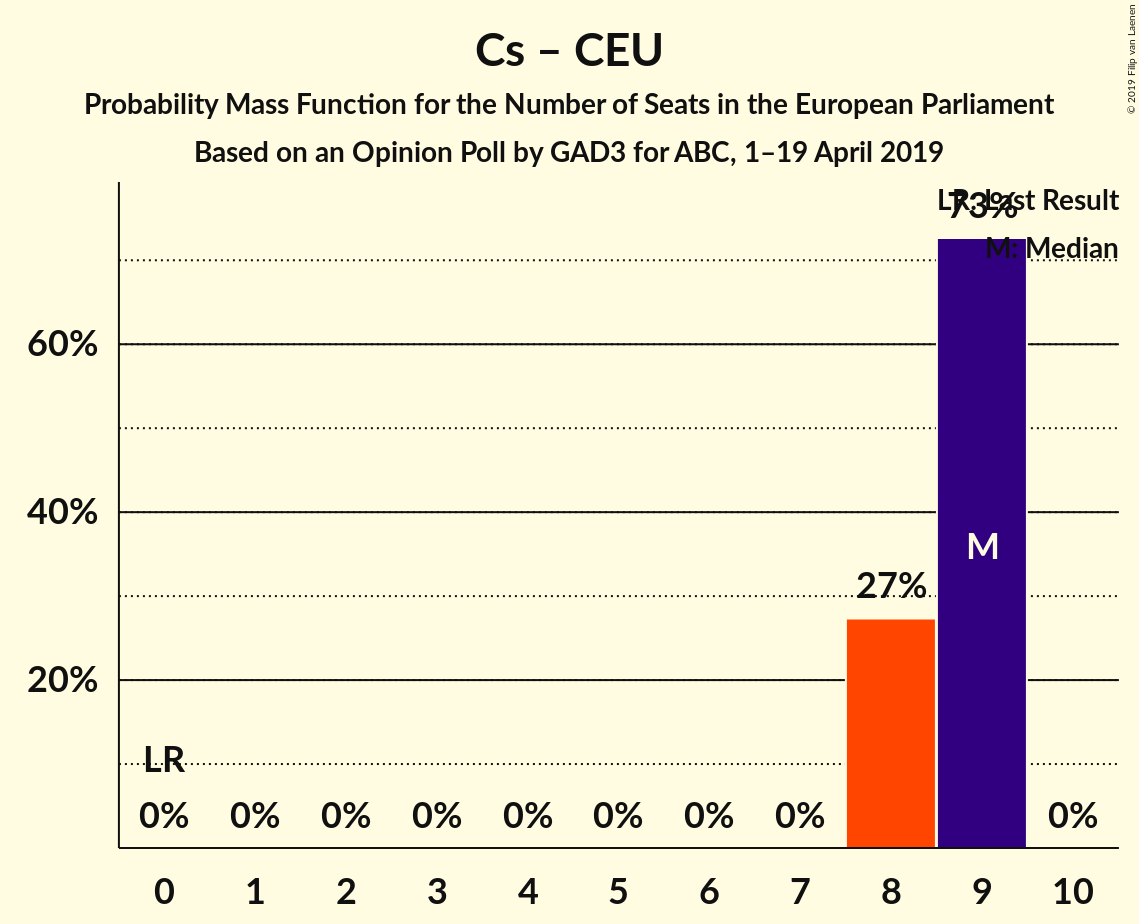 Cs – CEU
Probability Mass Function for the Number of Seats in the European Parliament
Based on an Opinion Poll by GAD3 for ABC, 1–19 April 2019
© 2019 Filip van Laenen
LR: Last Result
M: Median
73%
60%
40%
M
27%
20%
LR
0% 0% 0% 0% 0% 0% 0% 0% 0%
0 1 2 3 4 5 6 7 8 9 10